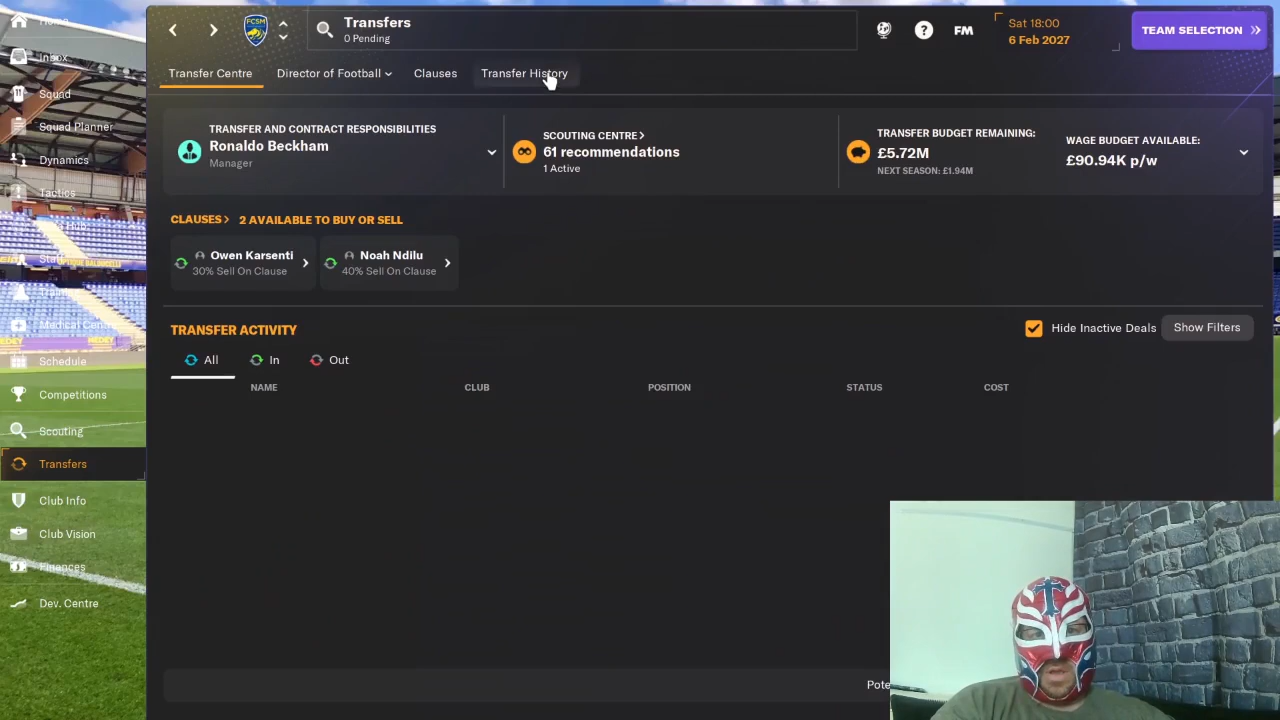 Home
Inbox
Squad
Squad Planner
Dynamics
Tactics
Medical Cent
Schedule
Competitions
Scouting
Transfers
Club Info
Club Vision
Finances
Dev. Centre
FCSM
Transfers
0 Pending
?
FM
Sat 18:00
6 Feb 2027
TEAM SELECTION
Transfer Centre
Director of Football
Clauses
Transfer History
TRANSFER AND CONTRACT RESPONSIBILITIES
Ronaldo Beckham
Manager
SCOUTING CENTRE >
61 recommendations
1 Active
TRANSFER BUDGET REMAINING:
£5.72M
NEXT SEASON: £1.94M
WAGE BUDGET AVAILABLE:
£90.94K p/w
CLAUSES > 2 AVAILABLE TO BUY OR SELL
Owen Karsenti
30% Sell On Clause
Noah Ndilu
40% Sell On Clause
TRANSFER ACTIVITY
Hide Inactive Deals
Show Filters
All
In
Out
NAME CLUB POSITION STATUS COST
Pote